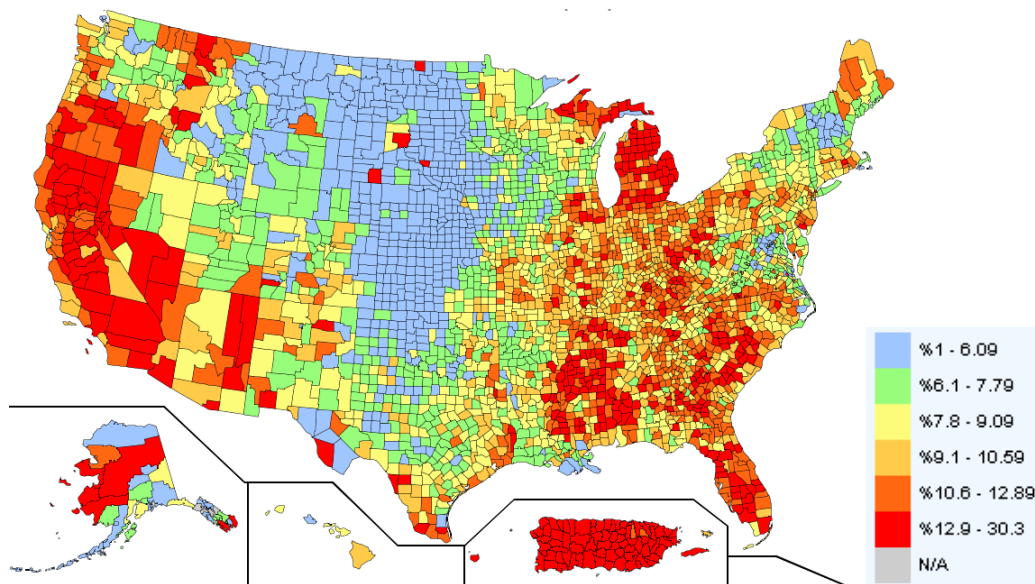 %1 - 6.09
%6.1 - 7.79
%7.8 - 9.09
%9.1 - 10.59
%10.6 - 12.89
%12.9 - 30.3
N/A